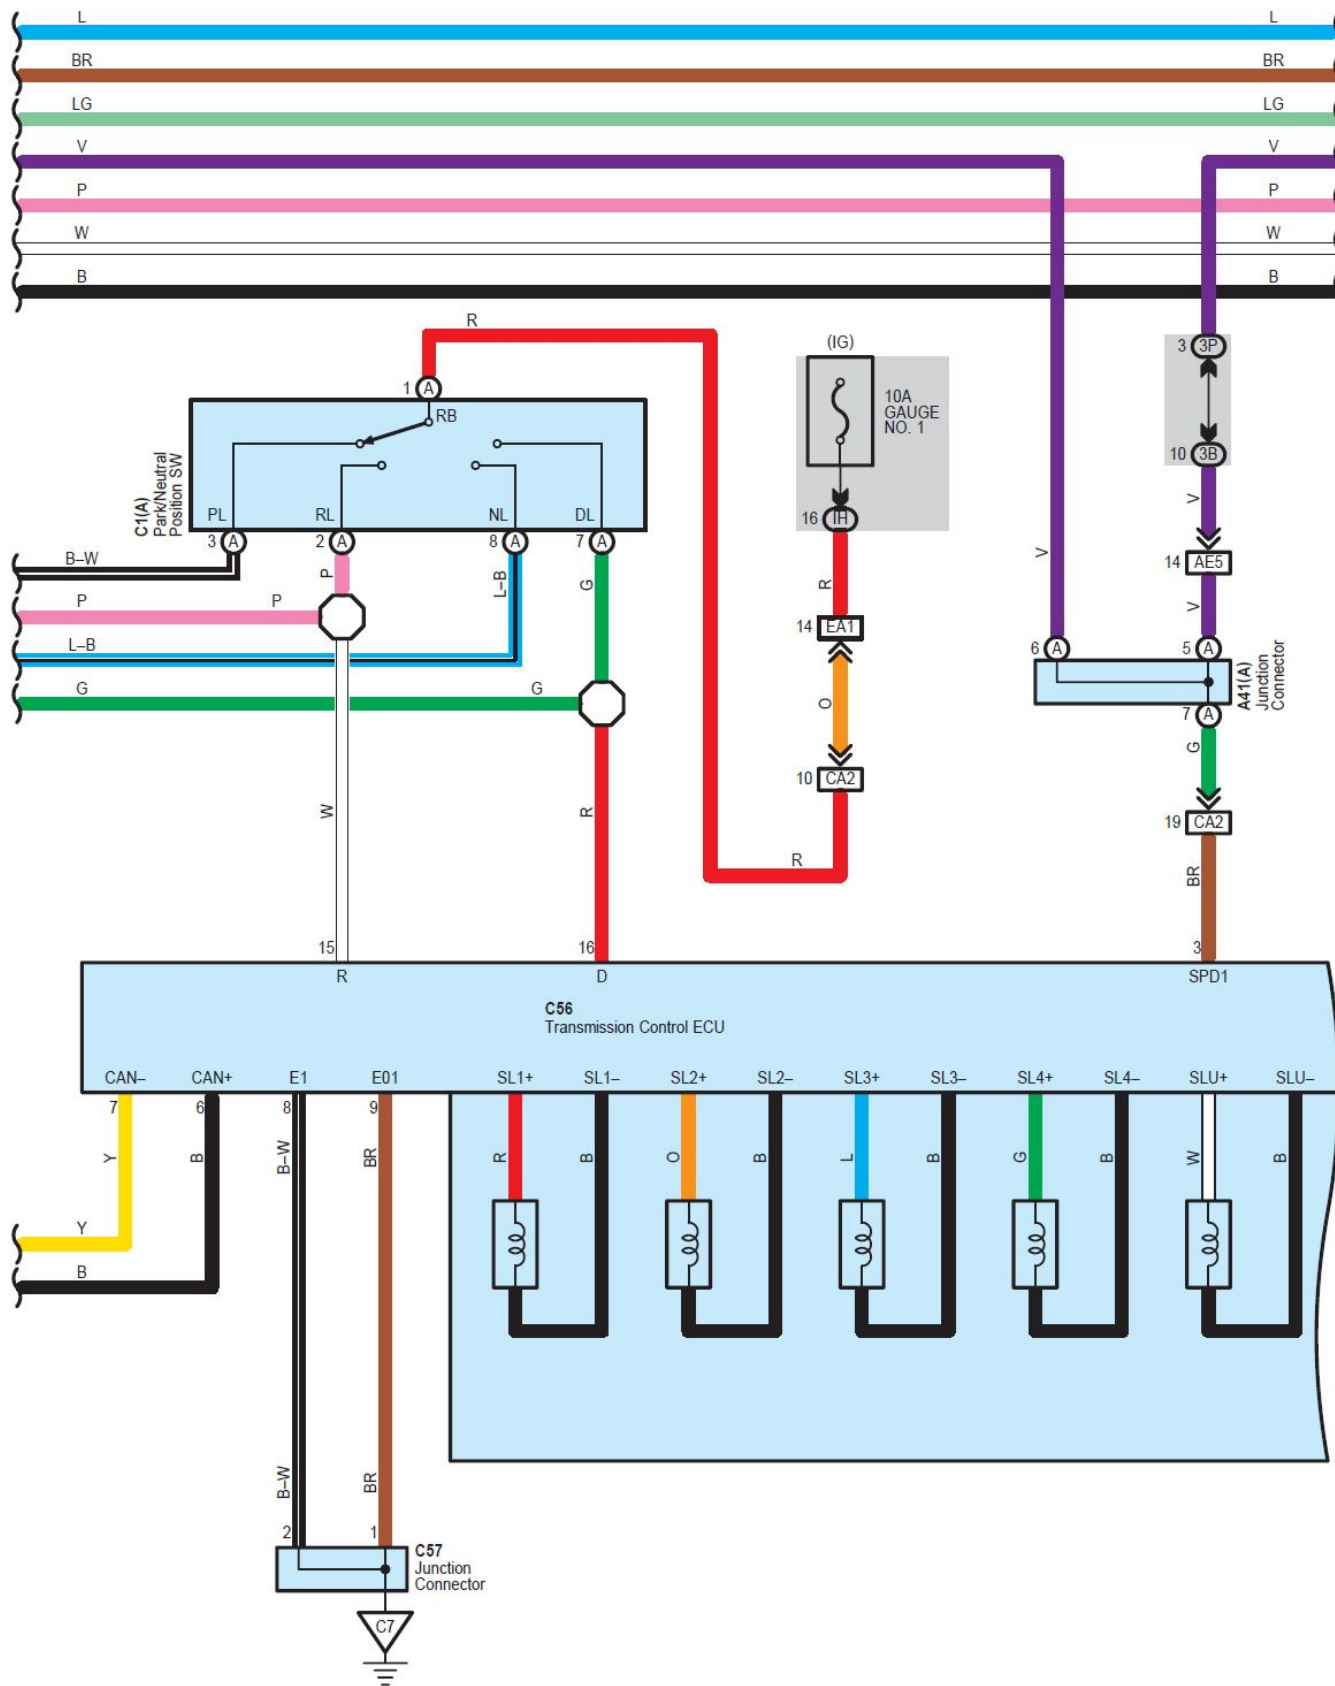 L L
BR BR
LG LG
V V
P P
W W
B B
R
(IG)
3 3P
1 A
10A
GAUGE
NO. 1
RB
10 3B
C1(A)
Park/Neutral
Position SW
PL RL NL DL
16 IH
V
3 A 2 A 8 A 7 A
B–W
P
L–B
G
R
V
14 AE5
P P
V
14 EA1
L–B
6 A 5 A
A41(A)
Junction
Connector
G G
O
7 A
G
10 CA2
W
R
19 CA2
R
BR
15 16 3
R D SPD1
C56
Transmission Control ECU
CAN– CAN+ E1 E01 SL1+ SL1– SL2+ SL2– SL3+ SL3– SL4+ SL4– SLU+ SLU–
7 6 8 9
Y B B–W BR R B O B L B G B W B
Y
B
B–W BR
2 1
C57
Junction
Connector
C7